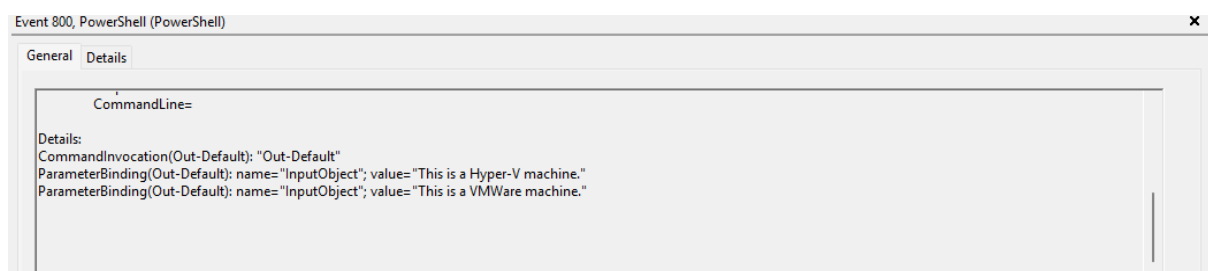 Event 800, PowerShell (PowerShell)
General Details
CommandLine=
Details:
CommandInvocation(Out-Default): "Out-Default"
ParameterBinding(Out-Default): name="InputObject"; value="This is a Hyper-V machine."
ParameterBinding(Out-Default): name="InputObject"; value="This is a VMWare machine."